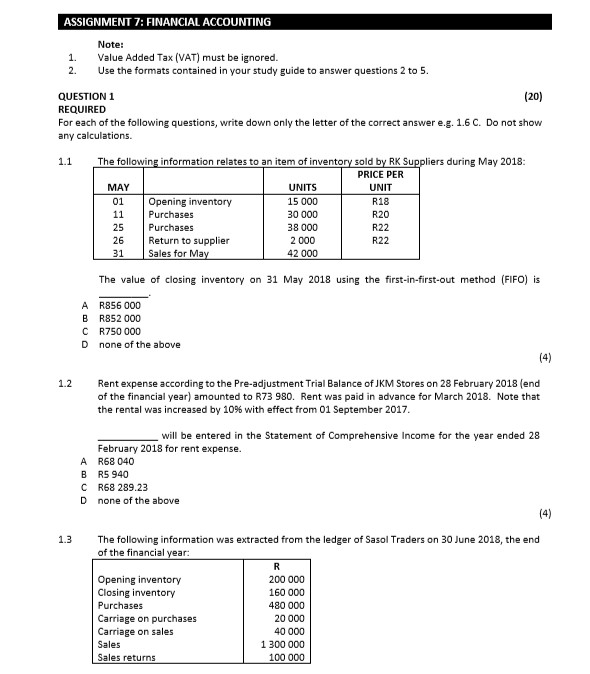 ASSIGNMENT 7: FINANCIAL ACCOUNTING
Note:
1. Value Added Tax (VAT) must be ignored.
2. Use the formats contained in your study guide to answer questions 2 to 5.
QUESTION 1 (20)
REQUIRED
For each of the following questions, write down only the letter of the correct answer e.g. 1.6 C. Do not show
any calculations.
1.1 The following information relates to an item of inventory sold by RK Suppliers during May 2018:
PRICE PER
MAY UNITS UNIT
01 Opening inventory 15 000 R18
11 Purchases 30 000 R20
25 Purchases 38 000 R22
26 Return to supplier 2 000 R22
31 Sales for May 42 000
The value of closing inventory on 31 May 2018 using the first-in-first-out method (FIFO) is
__________.
A R856 000
B R852 000
C R750 000
D none of the above
(4)
1.2 Rent expense according to the Pre-adjustment Trial Balance of JKM Stores on 28 February 2018 (end
of the financial year) amounted to R73 980. Rent was paid in advance for March 2018. Note that
the rental was increased by 10% with effect from 01 September 2017.
__________ will be entered in the Statement of Comprehensive Income for the year ended 28
February 2018 for rent expense.
A R68 040
B R5 940
C R68 289.23
D none of the above
(4)
1.3 The following information was extracted from the ledger of Sasol Traders on 30 June 2018, the end
of the financial year:
R
Opening inventory 200 000
Closing inventory 160 000
Purchases 480 000
Carriage on purchases 20 000
Carriage on sales 40 000
Sales 1 300 000
Sales returns 100 000